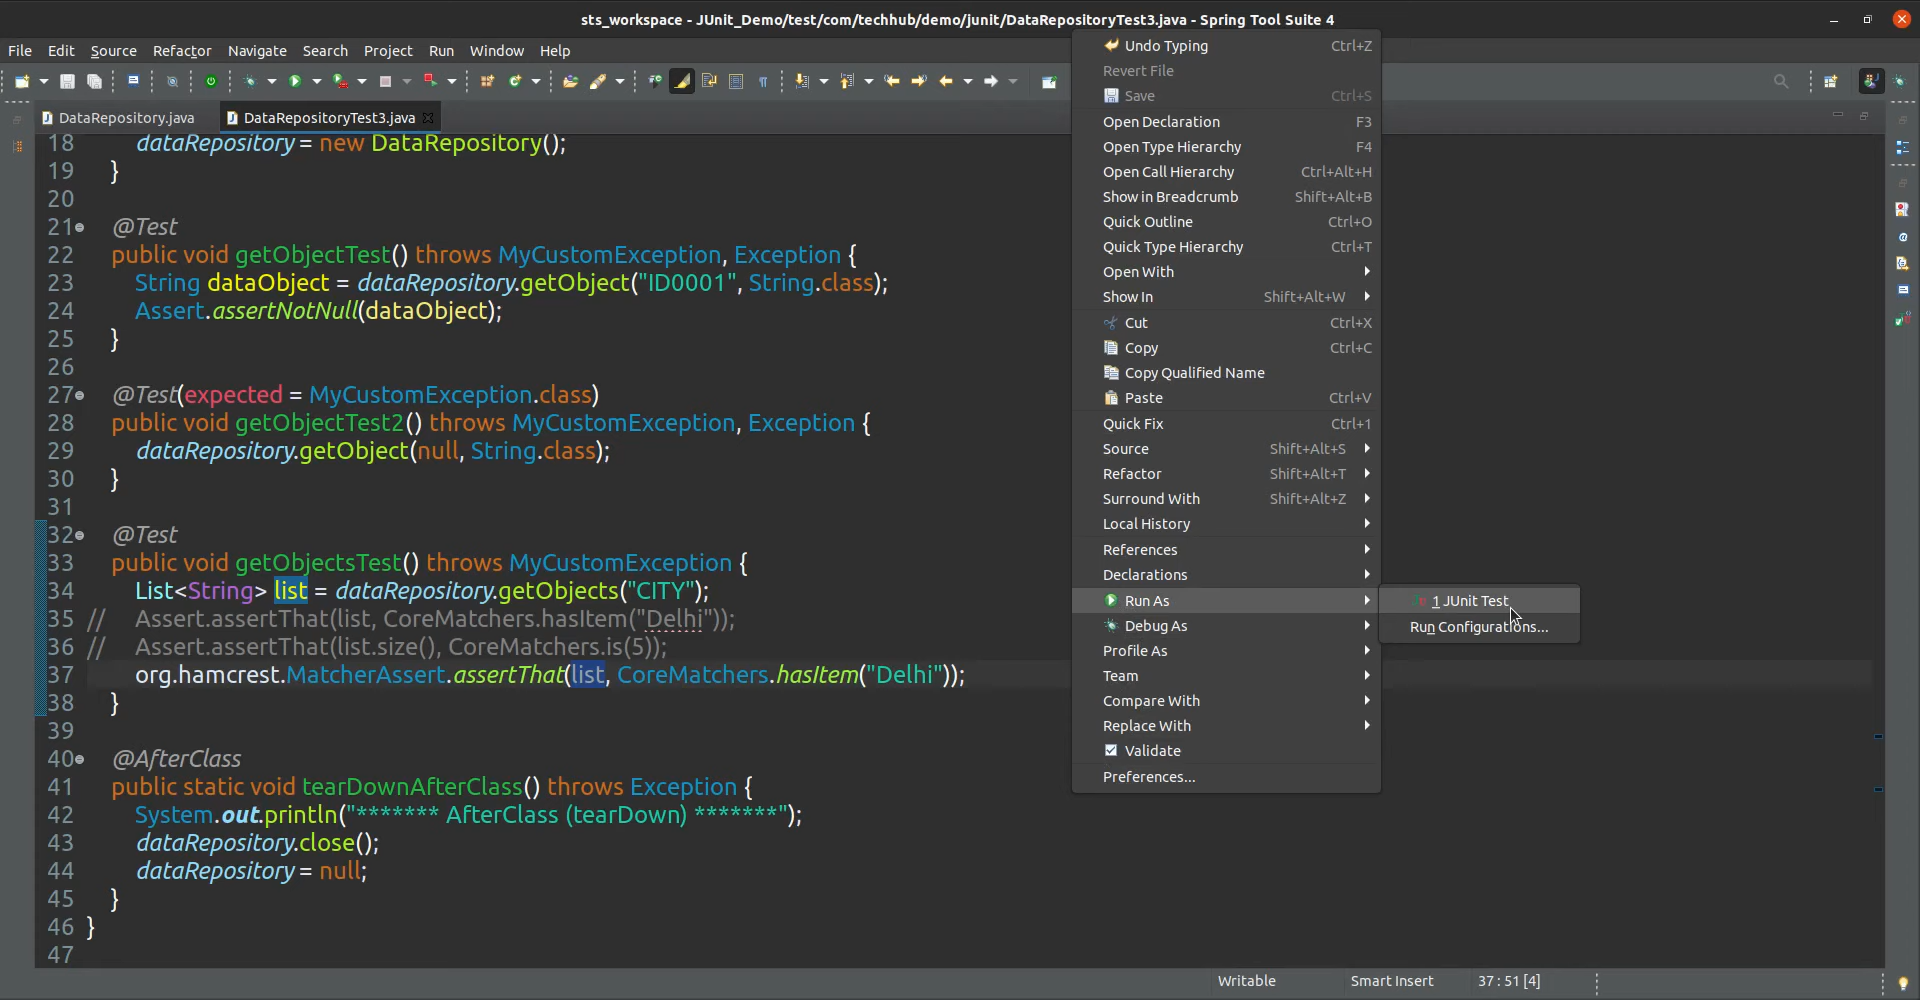 sts_workspace - JUnit_Demo/test/com/techhub/demo/junit/DataRepositoryTest3.java - Spring Tool Suite 4
File Edit Source Refactor Navigate Search Project Run Window Help
DataRepository.java
DataRepositoryTest3.java
18 dataRepository = new DataRepository();
19 }
20
21 @Test
22 public void getObjectTest() throws MyCustomException, Exception {
23 String dataObject = dataRepository.getObject("ID0001", String.class);
24 Assert.assertNotNull(dataObject);
25 }
26
27 @Test(expected = MyCustomException.class)
28 public void getObjectTest2() throws MyCustomException, Exception {
29 dataRepository.getObject(null, String.class);
30 }
31
32 @Test
33 public void getObjectsTest() throws MyCustomException {
34 List<String> list = dataRepository.getObjects("CITY");
35 // Assert.assertThat(list, CoreMatchers.hasItem("Delhi"));
36 // Assert.assertThat(list.size(), CoreMatchers.is(5));
37 org.hamcrest.MatcherAssert.assertThat(list, CoreMatchers.hasItem("Delhi"));
38 }
39
40 @AfterClass
41 public static void tearDownAfterClass() throws Exception {
42 System.out.println("******* AfterClass (tearDown) *******");
43 dataRepository.close();
44 dataRepository = null;
45 }
46 }
47
Undo Typing Ctrl+Z
Revert File
Save Ctrl+S
Open Declaration F3
Open Type Hierarchy F4
Open Call Hierarchy Ctrl+Alt+H
Show in Breadcrumb Shift+Alt+B
Quick Outline Ctrl+O
Quick Type Hierarchy Ctrl+T
Open With
Show In Shift+Alt+W
Cut Ctrl+X
Copy Ctrl+C
Copy Qualified Name
Paste Ctrl+V
Quick Fix Ctrl+1
Source Shift+Alt+S
Refactor Shift+Alt+T
Surround With Shift+Alt+Z
Local History
References
Declarations
Run As
Debug As
Profile As
Team
Compare With
Replace With
Validate
Preferences...
1 JUnit Test
Run Configurations...
Writable Smart Insert 37 : 51 [4]